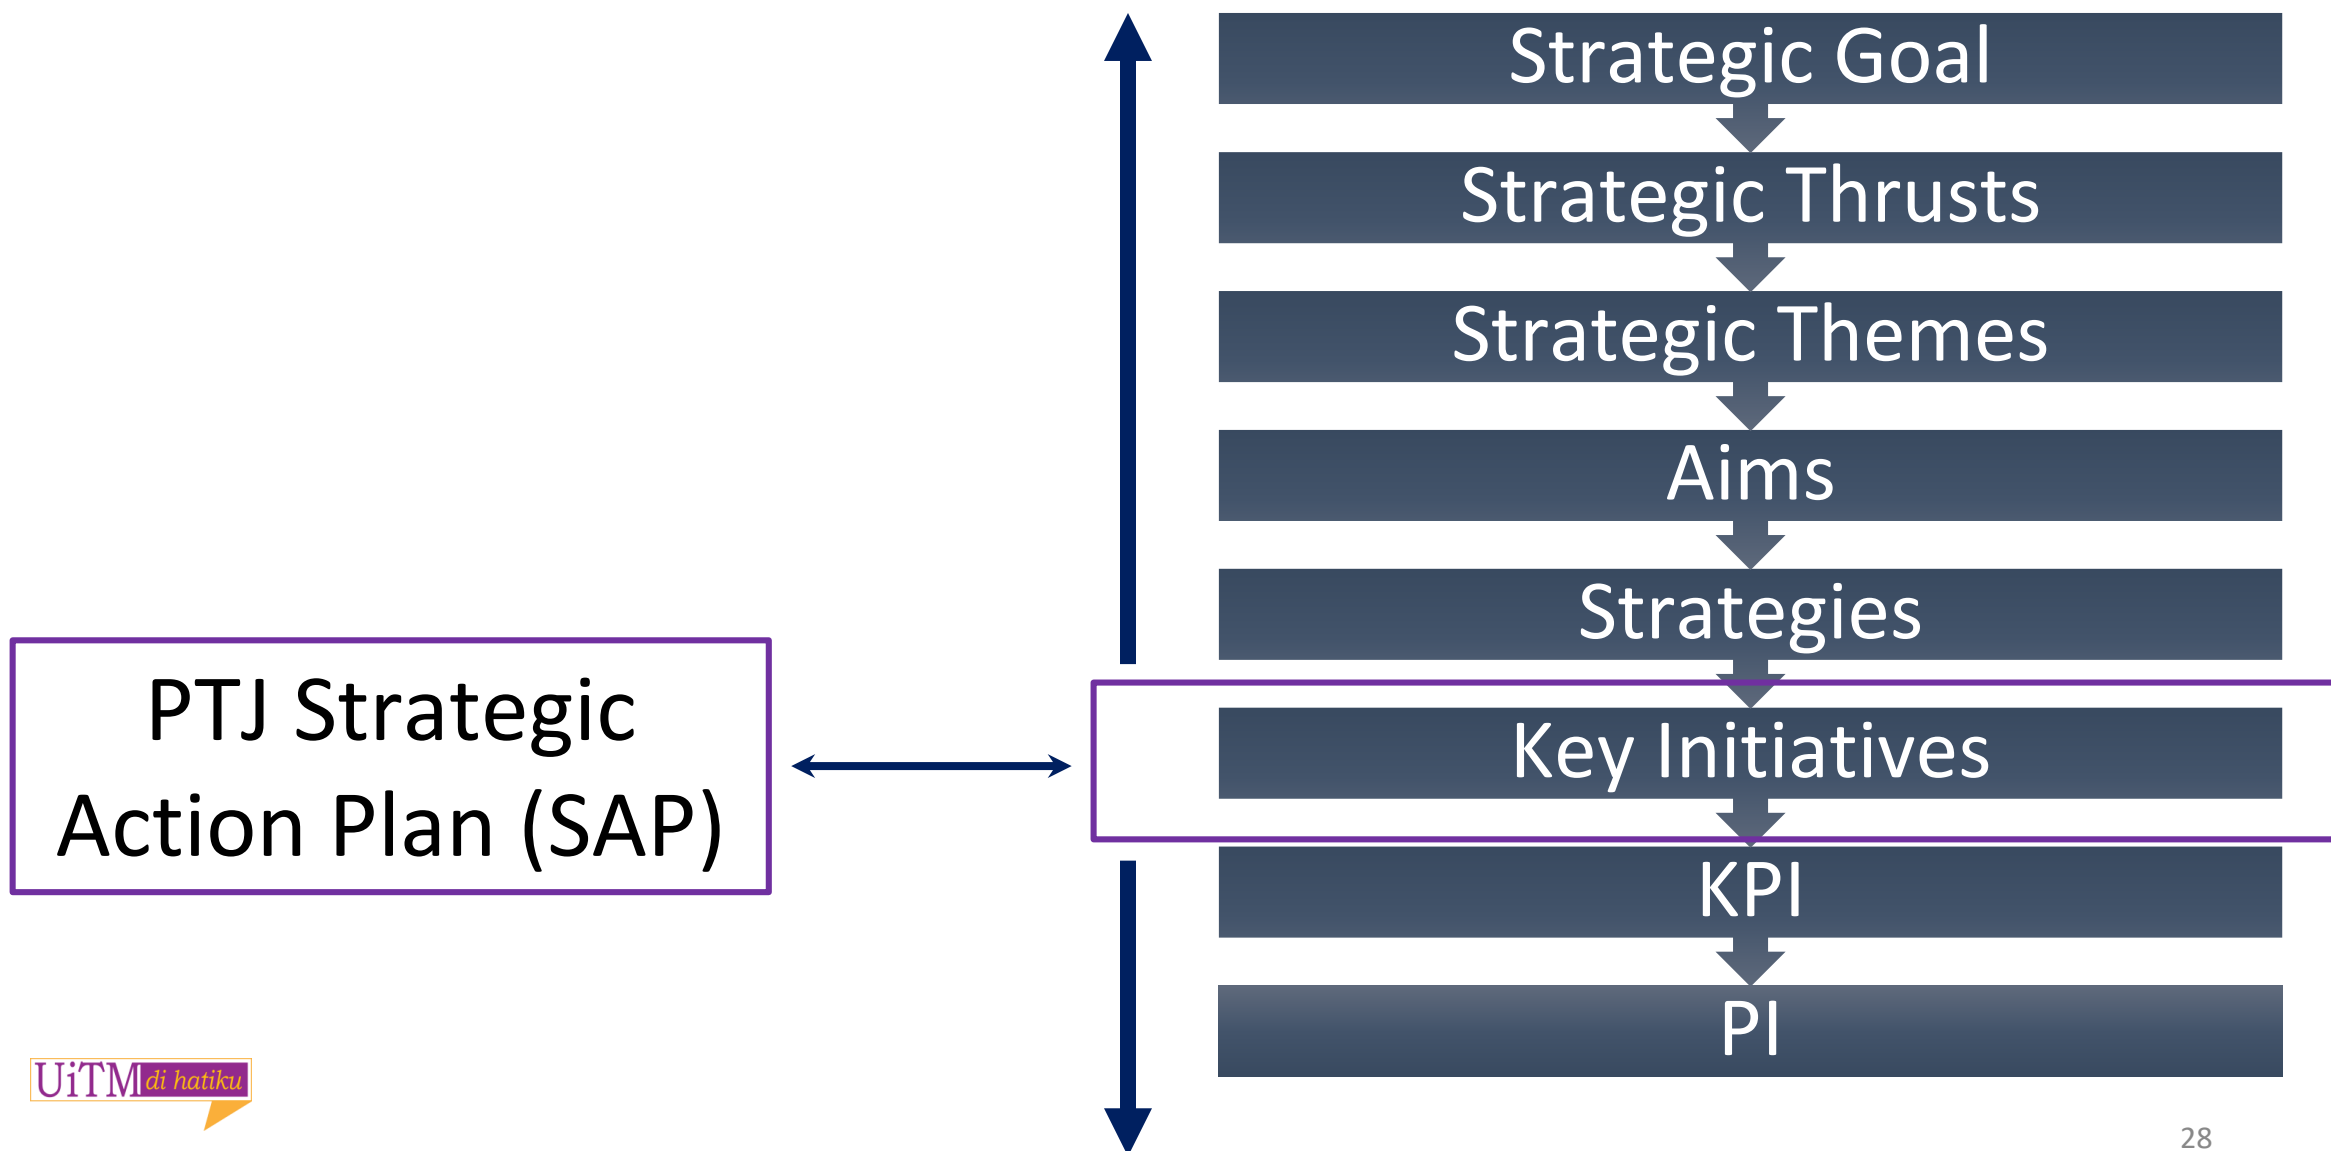 Strategic Goal
Strategic Thrusts
Strategic Themes
Aims
Strategies
PTJ Strategic
Action Plan (SAP)
Key Initiatives
KPI
PI
UiTM di hatiku
28